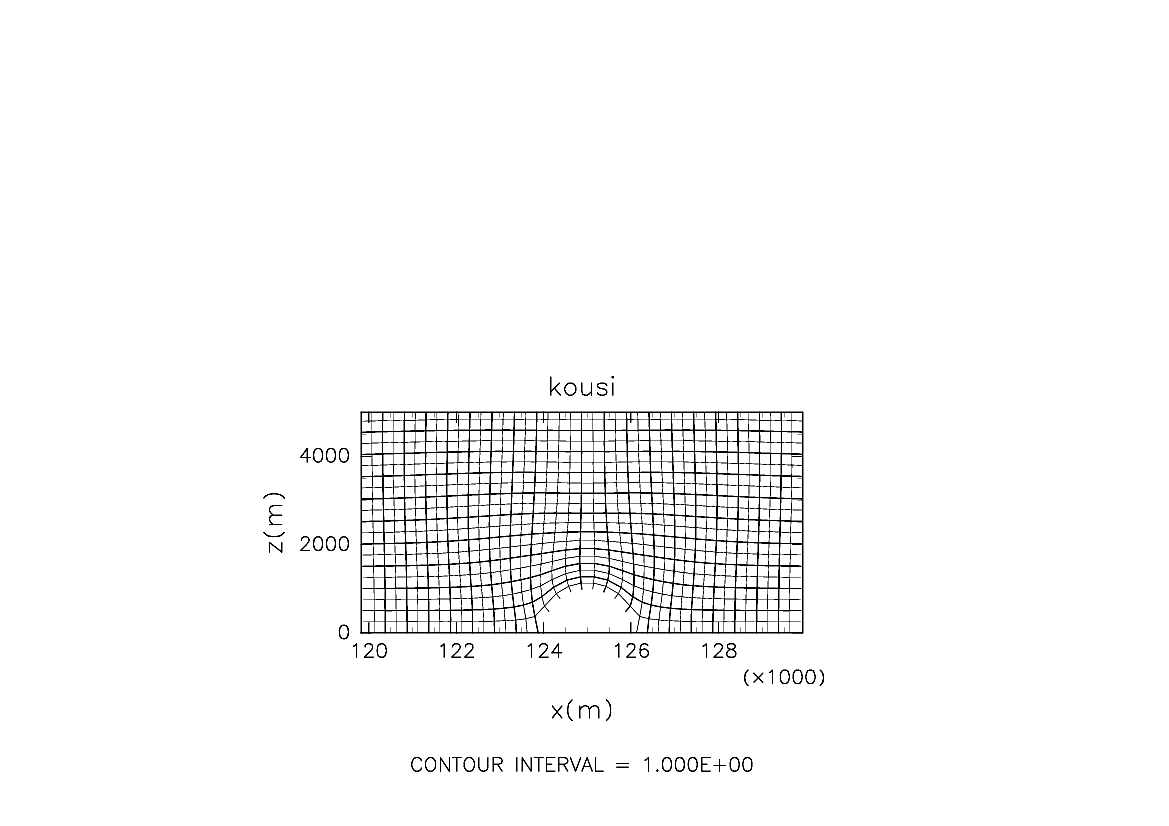 kousi
4000
2000
0
z(m)
120 122 124 126 128
(×1000)
x(m)
CONTOUR INTERVAL = 1.000E+00